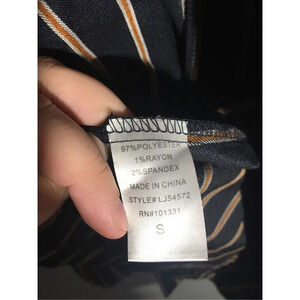 97%POLYESTER
1%RAYON
2%SPANDEX
MADE IN CHINA
STYLE# LJ54572
RN#101331
S